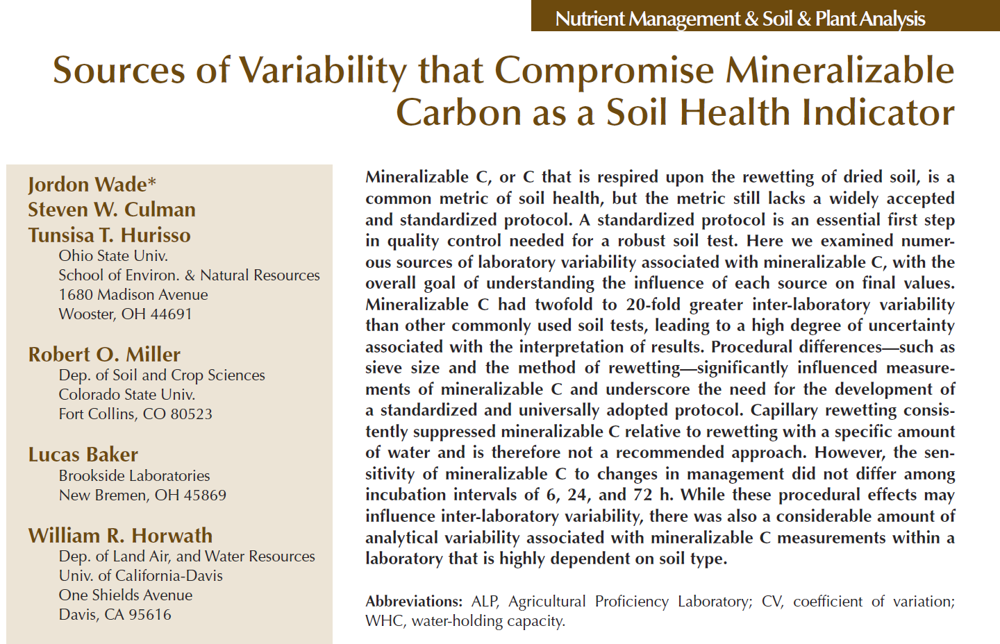 Nutrient Management & Soil & Plant Analysis
Sources of Variability that Compromise Mineralizable
Carbon as a Soil Health Indicator
Jordon Wade*
Steven W. Culman
Tunsisa T. Hurisso
Ohio State Univ.
School of Environ. & Natural Resources
1680 Madison Avenue
Wooster, OH 44691
Robert O. Miller
Dep. of Soil and Crop Sciences
Colorado State Univ.
Fort Collins, CO 80523
Lucas Baker
Brookside Laboratories
New Bremen, OH 45869
William R. Horwath
Dep. of Land Air, and Water Resources
Univ. of California-Davis
One Shields Avenue
Davis, CA 95616
Mineralizable C, or C that is respired upon the rewetting of dried soil, is a
common metric of soil health, but the metric still lacks a widely accepted
and standardized protocol. A standardized protocol is an essential first step
in quality control needed for a robust soil test. Here we examined numer-
ous sources of laboratory variability associated with mineralizable C, with the
overall goal of understanding the influence of each source on final values.
Mineralizable C had twofold to 20-fold greater inter-laboratory variability
than other commonly used soil tests, leading to a high degree of uncertainty
associated with the interpretation of results. Procedural differences—such as
sieve size and the method of rewetting—significantly influenced measure-
ments of mineralizable C and underscore the need for the development of
a standardized and universally adopted protocol. Capillary rewetting consis-
tently suppressed mineralizable C relative to rewetting with a specific amount
of water and is therefore not a recommended approach. However, the sen-
sitivity of mineralizable C to changes in management did not differ among
incubation intervals of 6, 24, and 72 h. While these procedural effects may
influence inter-laboratory variability, there was also a considerable amount of
analytical variability associated with mineralizable C measurements within a
laboratory that is highly dependent on soil type.
Abbreviations: ALP, Agricultural Proficiency Laboratory; CV, coefficient of variation;
WHC, water-holding capacity.